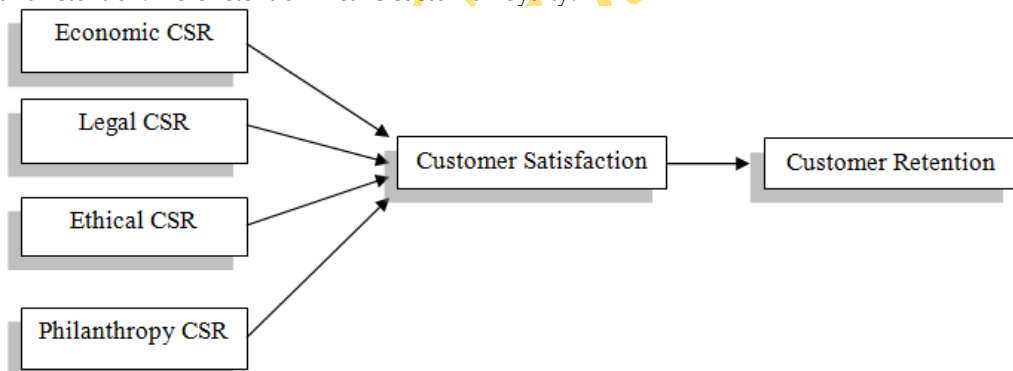 Economic CSR
Legal CSR
Customer Satisfaction
Customer Retention
Ethical CSR
Philanthropy CSR